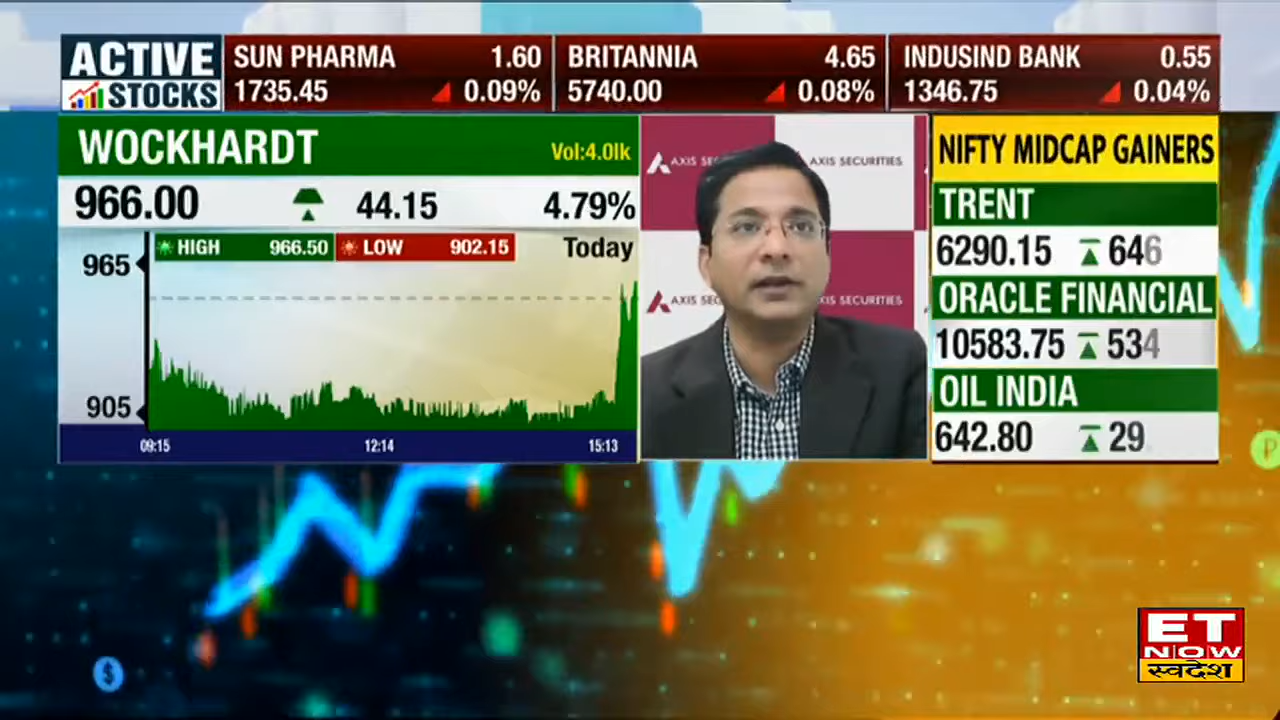 ACTIVE STOCKS
SUN PHARMA 1.60
1735.45 0.09%
BRITANNIA 4.65
5740.00 0.08%
INDUSIND BANK 0.55
1346.75 0.04%
WOCKHARDT Vol:4.0lk
966.00 44.15 4.79%
HIGH 966.50 LOW 902.15 Today
965
905
09:15 12:14 15:13
AXIS SEC
AXIS SECURITIES
AXIS SEC
XIS SECURITIES
NIFTY MIDCAP GAINERS
TRENT
6290.15 646
ORACLE FINANCIAL
10583.75 534
OIL INDIA
642.80 29
ET
NOW
स्वदेश